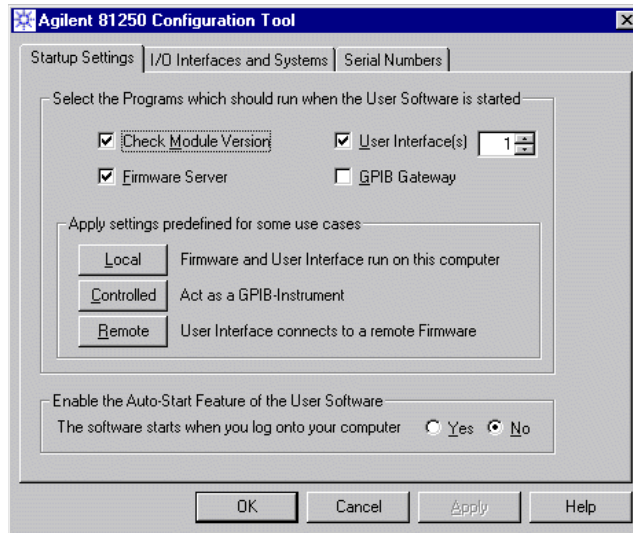 Agilent 81250 Configuration Tool
Startup Settings I/O Interfaces and Systems Serial Numbers
Select the Programs which should run when the User Software is started
Check Module Version User Interface(s) 1
Firmware Server GPIB Gateway
Apply settings predefined for some use cases
Local Firmware and User Interface run on this computer
Controlled Act as a GPIB-Instrument
Remote User Interface connects to a remote Firmware
Enable the Auto-Start Feature of the User Software
The software starts when you log onto your computer Yes No
OK Cancel Apply Help